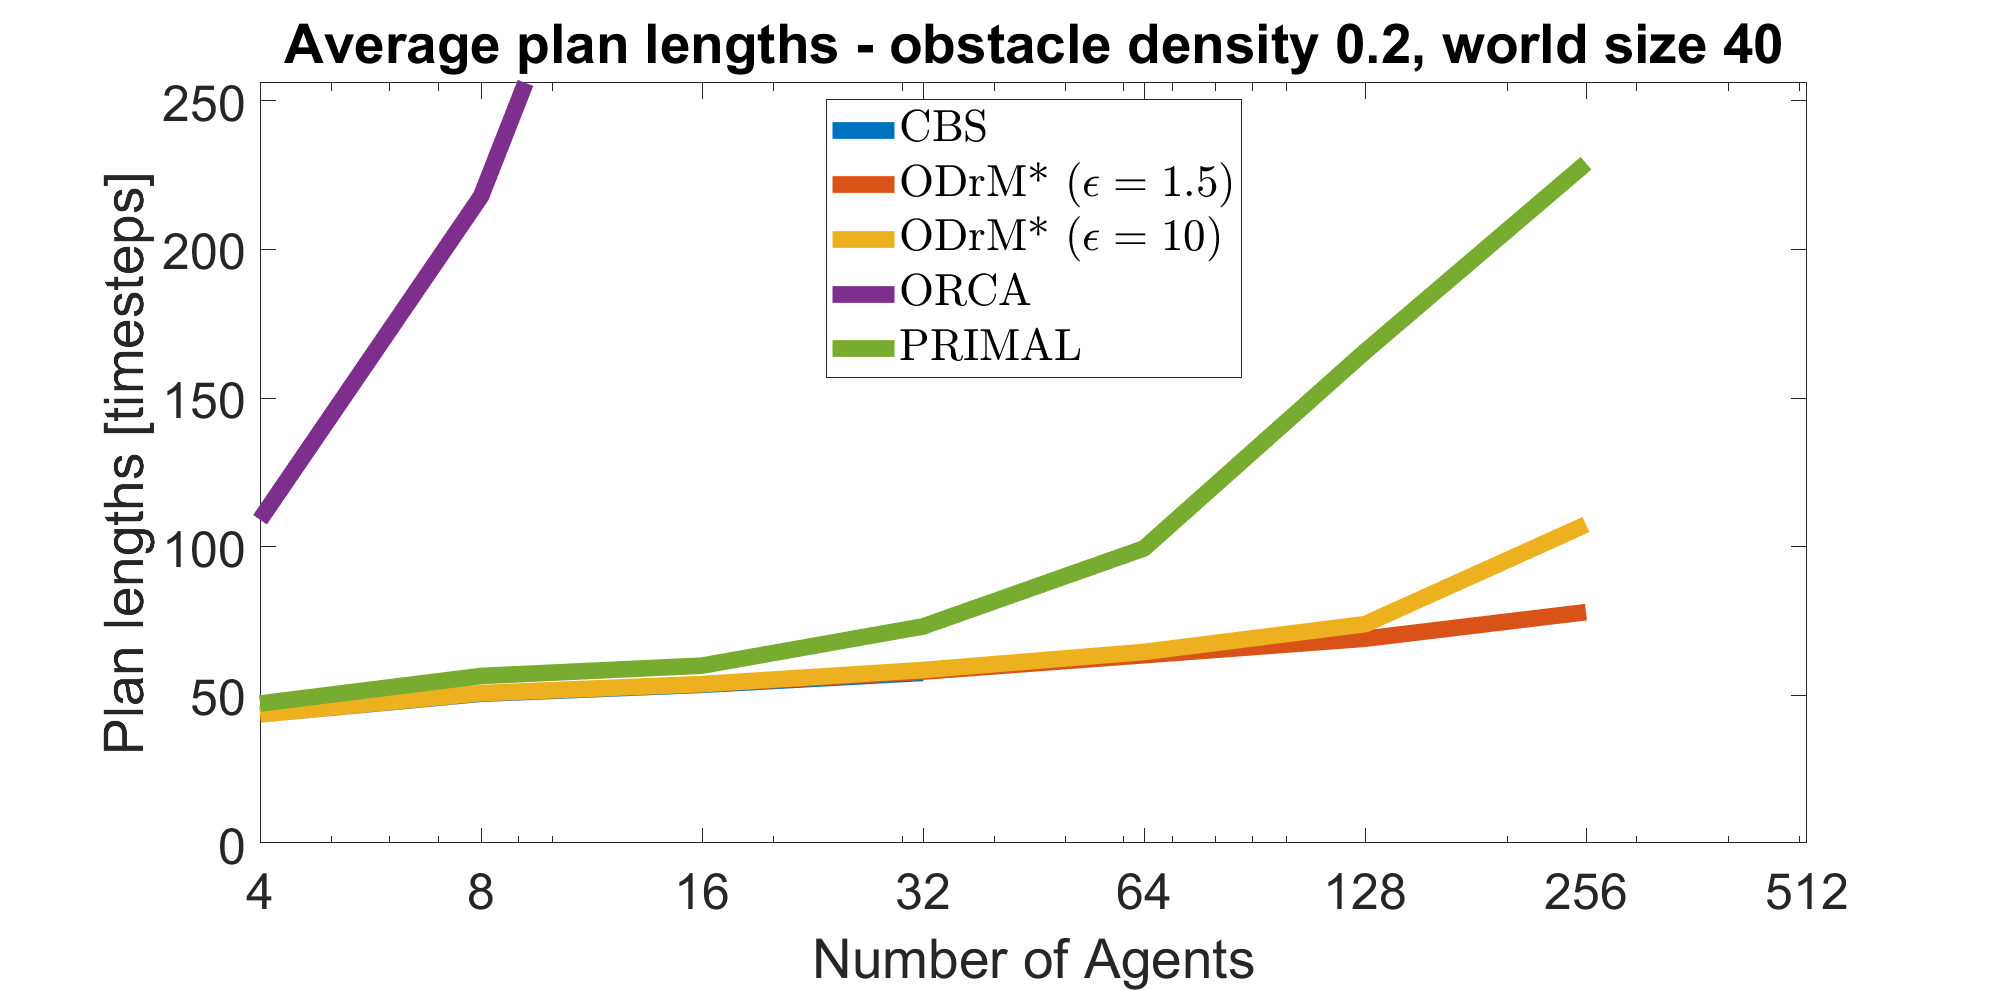 Average plan lengths - obstacle density 0.2, world size 40
Plan lengths [timesteps]
250
200
150
100
50
0
CBS
ODrM* (ϵ = 1.5)
ODrM* (ϵ = 10)
ORCA
PRIMAL
4 8 16 32 64 128 256 512
Number of Agents